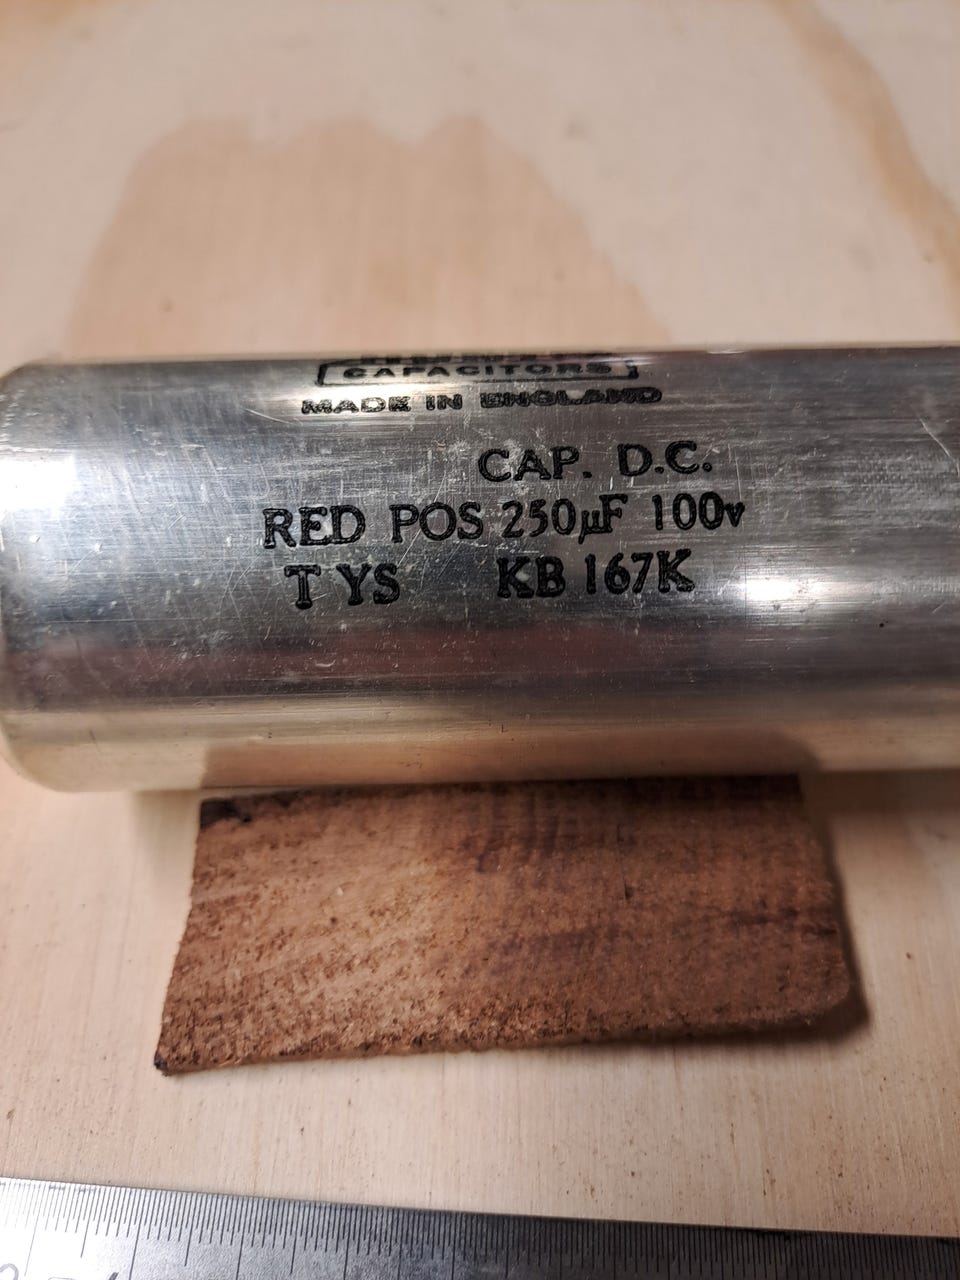 CAPACITORS
MADE IN ENGLAND
CAP. D.C.
RED POS 250µF 100v
T YS KB 167K